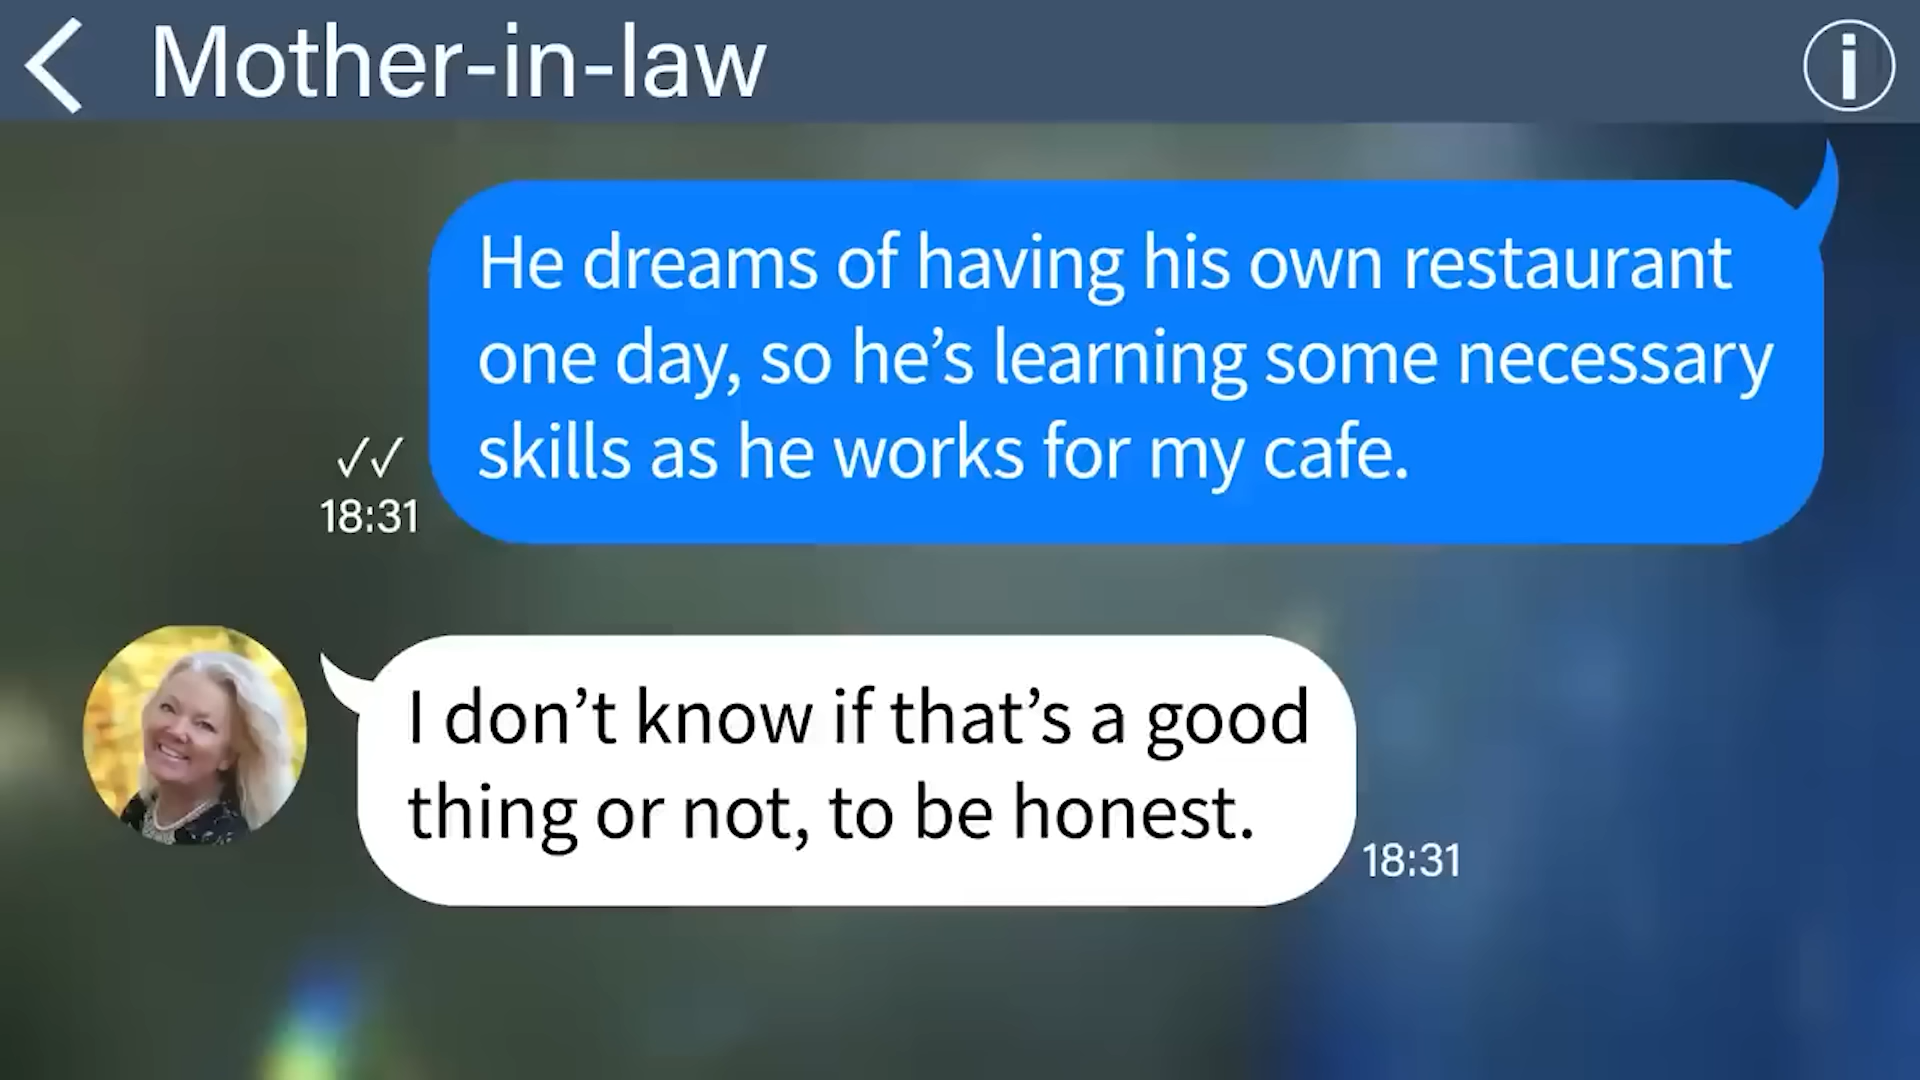 Mother-in-law
He dreams of having his own restaurant
one day, so he’s learning some necessary
skills as he works for my cafe.
18:31
I don’t know if that’s a good
thing or not, to be honest.
18:31